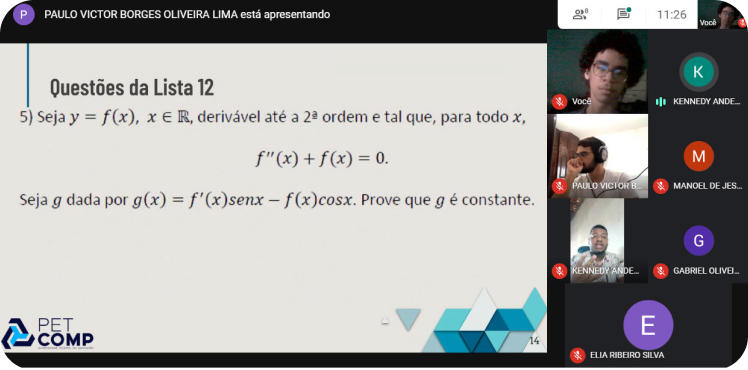 P PAULO VICTOR BORGES OLIVEIRA LIMA está apresentando
8
11:26
Você
Questões da Lista 12
5) Seja y = f(x), x ∈ ℝ, derivável até a 2ª ordem e tal que, para todo x,
f''(x) + f(x) = 0.
Seja g dada por g(x) = f'(x)senx − f(x)cosx. Prove que g é constante.
PET
COMP
14
Você
K
KENNEDY ANDE...
PAULO VICTOR B...
M
MANOEL DE JES...
KENNEDY ANDE...
G
GABRIEL OLIVEI...
E
ELIA RIBEIRO SILVA